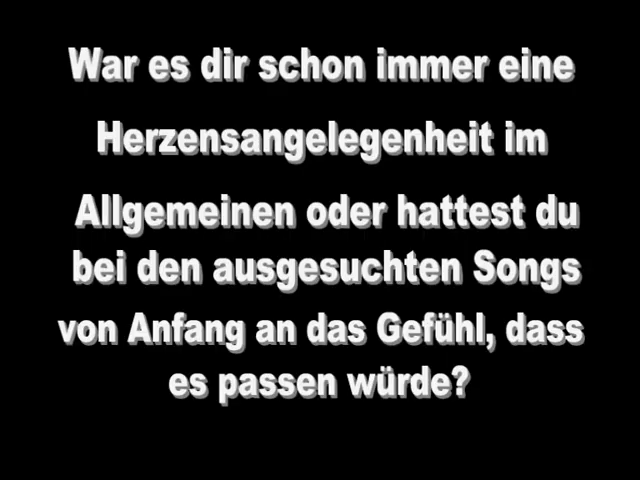 War es dir schon immer eine
Herzensangelegenheit im
Allgemeinen oder hattest du
bei den ausgesuchten Songs
von Anfang an das Gefühl, dass
es passen würde?